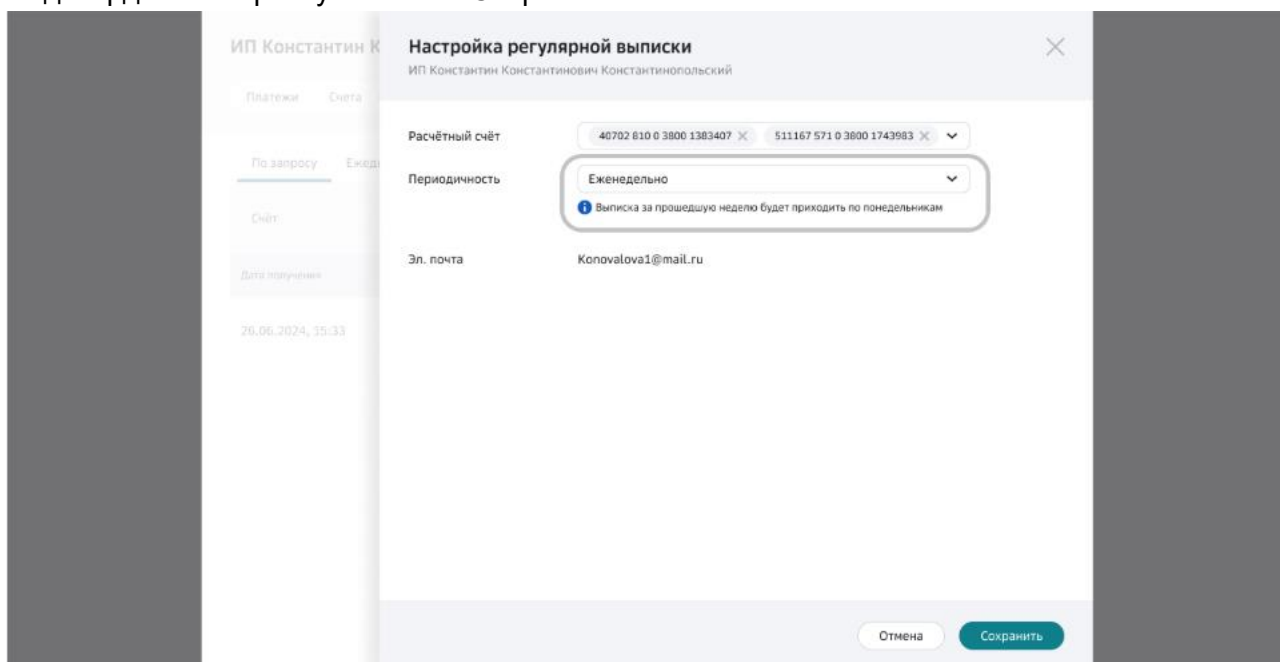 ИП Константин К
Настройка регулярной выписки
ИП Константин Константинович Константинопольский
Платежи Счета
Расчётный счёт
40702 810 0 3800 1383407
511167 571 0 3800 1743983
По запросу
Периодичность
Еженедельно
Выписка за прошедшую неделю будет приходить по понедельникам
Счёт
Эл. почта
Konovalova1@mail.ru
Дата получения
26.06.2024, 15:33
Отмена
Сохранить